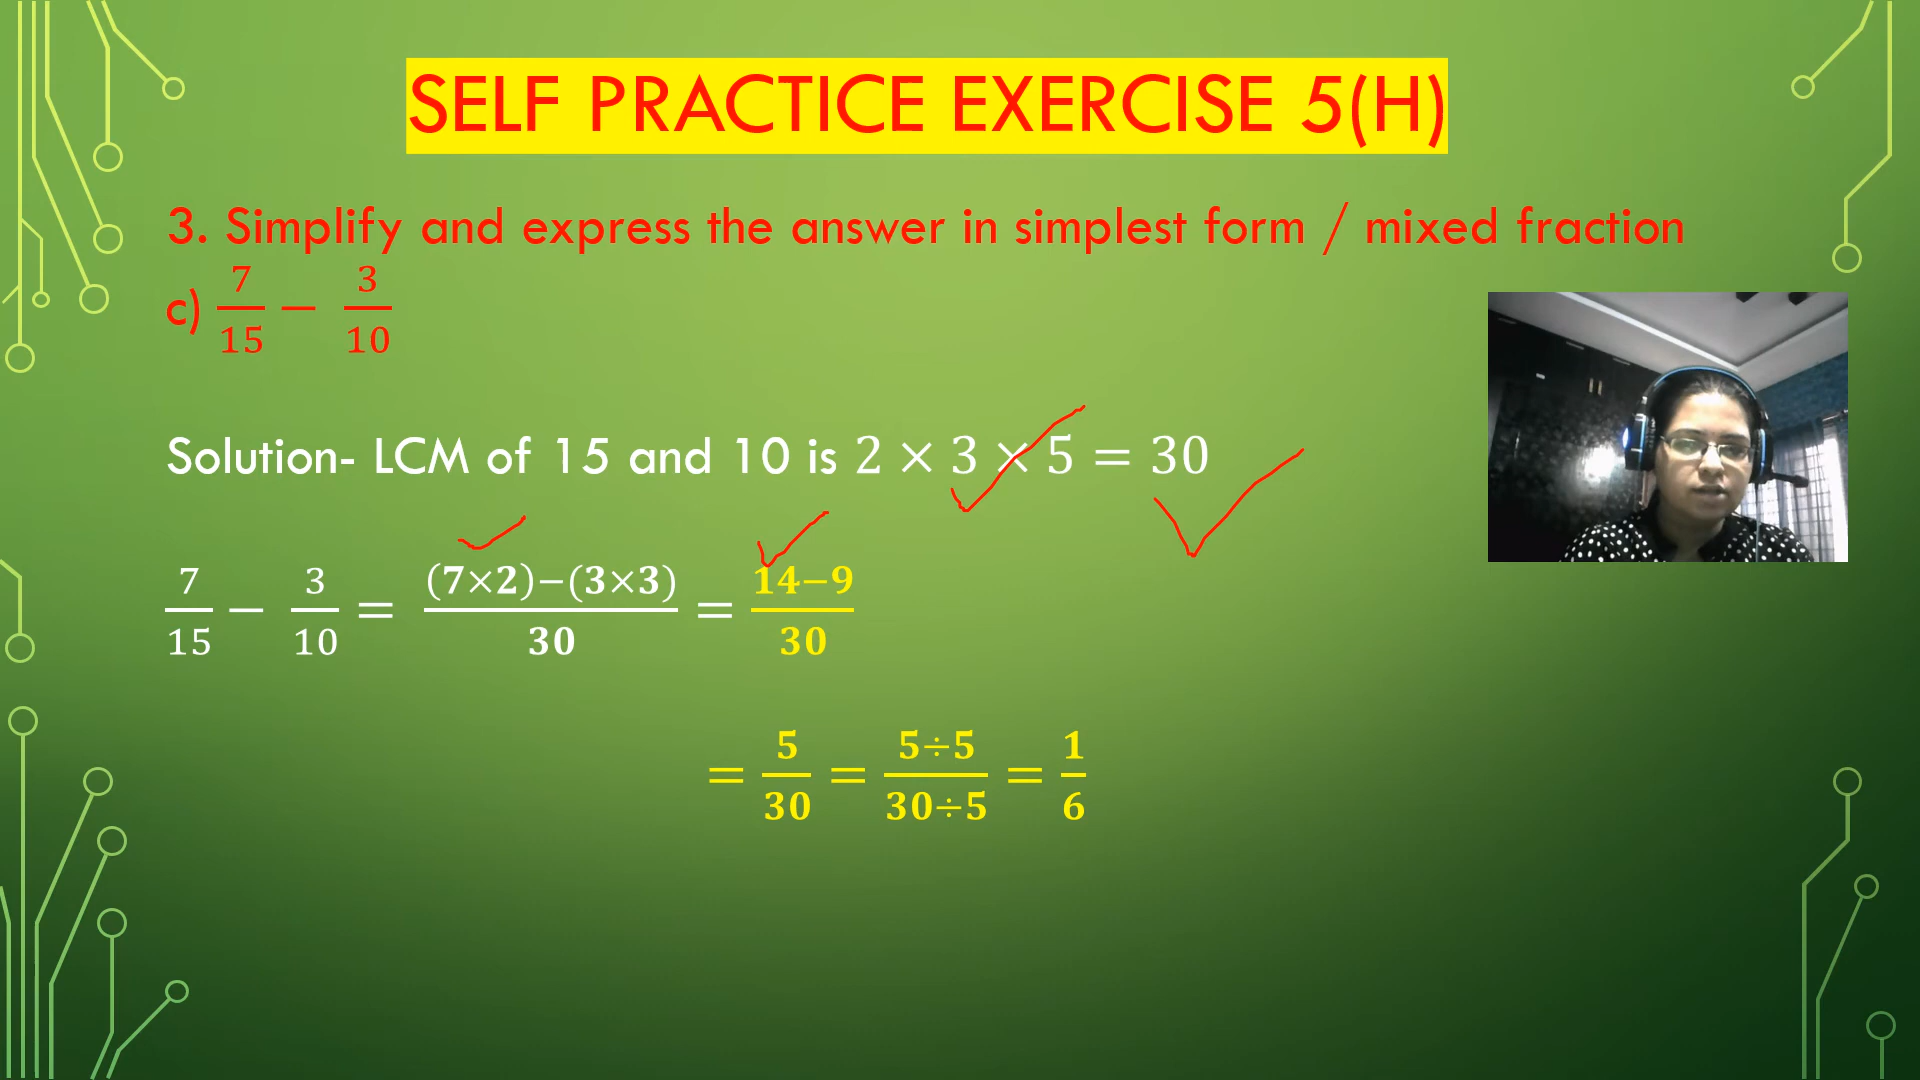 SELF PRACTICE EXERCISE 5(H)
3. Simplify and express the answer in simplest form / mixed fraction
c) 7/15 − 3/10
Solution- LCM of 15 and 10 is 2 × 3 × 5 = 30
7/15 − 3/10 = (7×2)−(3×3)/30 = 14−9/30
= 5/30 = 5÷5/30÷5 = 1/6